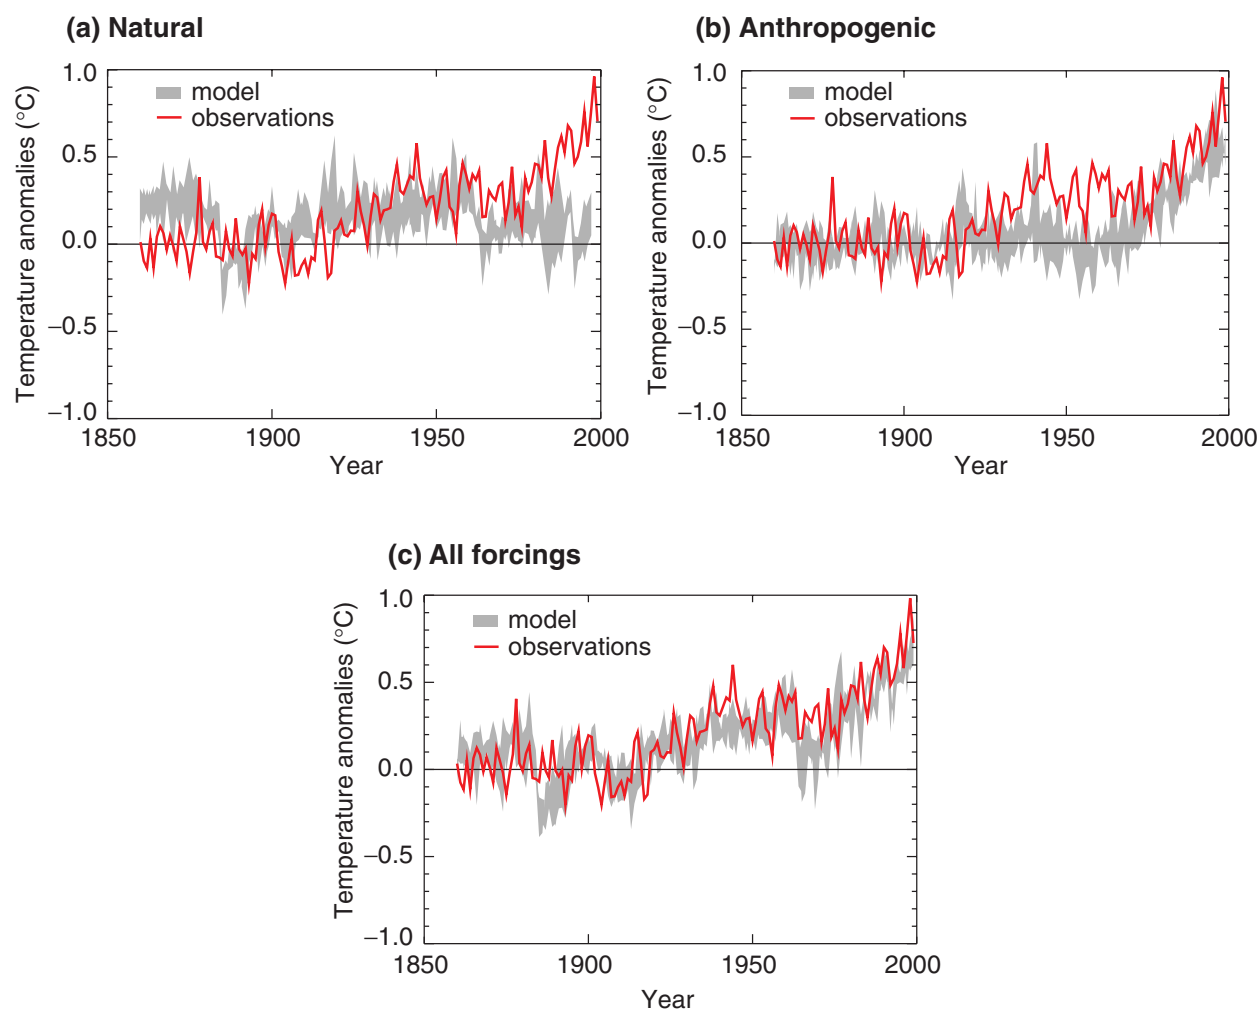 (a) Natural
1.0
0.5
0.0
−0.5
−1.0
Temperature anomalies (°C)
model
observations
1850
1900
1950
2000
Year
(b) Anthropogenic
1.0
0.5
0.0
−0.5
−1.0
Temperature anomalies (°C)
model
observations
1850
1900
1950
2000
Year
(c) All forcings
1.0
0.5
0.0
−0.5
−1.0
Temperature anomalies (°C)
model
observations
1850
1900
1950
2000
Year